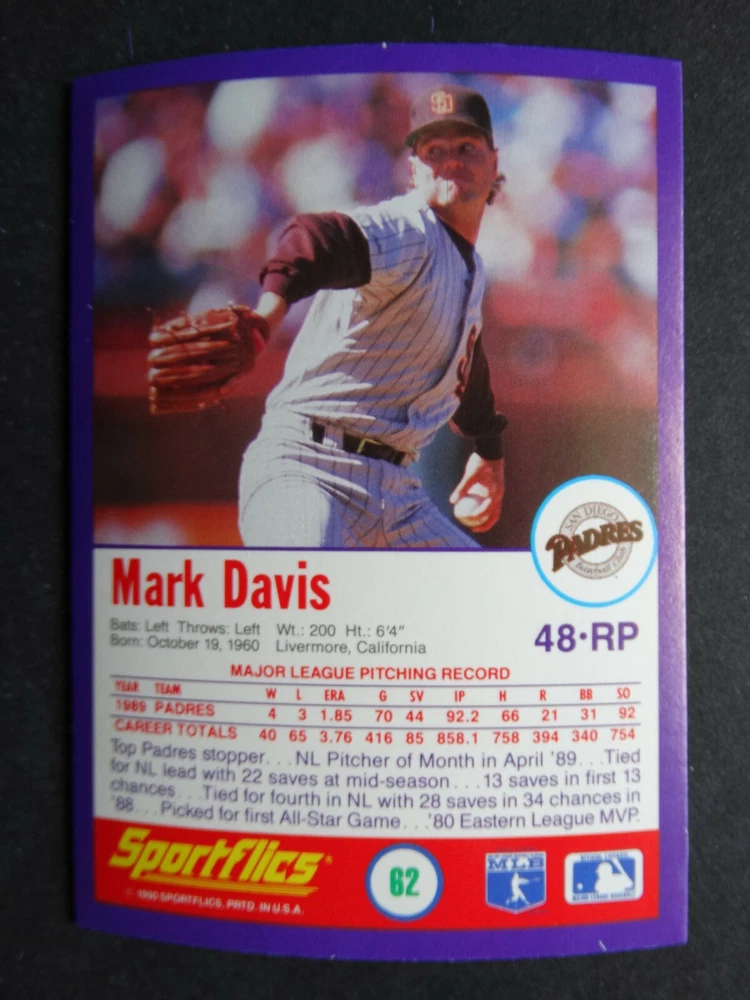 SD
SAN DIEGO
PADRES
Baseball Club
Mark Davis
Bats: Left Throws: Left Wt.: 200 Ht.: 6'4"
Born: October 19, 1960 Livermore, California
48•RP
MAJOR LEAGUE PITCHING RECORD
YEAR TEAM W L ERA G SV IP H R BB SO
1989 PADRES 4 3 1.85 70 44 92.2 66 21 31 92
CAREER TOTALS 40 65 3.76 416 85 858.1 758 394 340 754
Top Padres stopper. . .NL Pitcher of Month in April '89. . .Tied
for NL lead with 22 saves at mid-season. . .13 saves in first 13
chances. . .Tied for fourth in NL with 28 saves in 34 chances in
'88. . .Picked for first All-Star Game. . .'80 Eastern League MVP.
Sportflics®
© 1990 SPORTFLICS, PRTD. IN U.S.A.
62
MLB